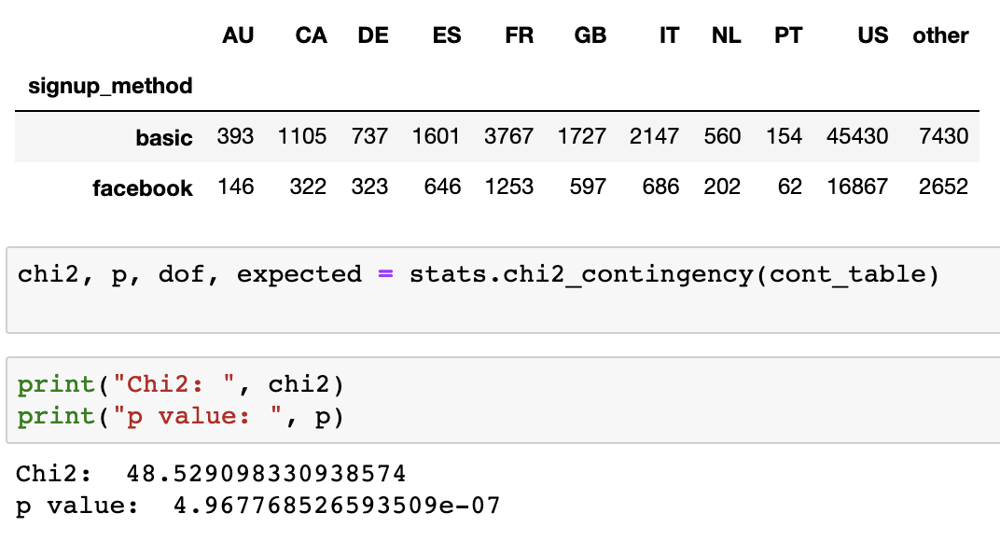 AU CA DE ES FR GB IT NL PT US other
signup_method
basic 393 1105 737 1601 3767 1727 2147 560 154 45430 7430
facebook 146 322 323 646 1253 597 686 202 62 16867 2652
chi2, p, dof, expected = stats.chi2_contingency(cont_table)
print("Chi2: ", chi2)
print("p value: ", p)
Chi2:  48.529098330938574
p value:  4.967768526593509e-07